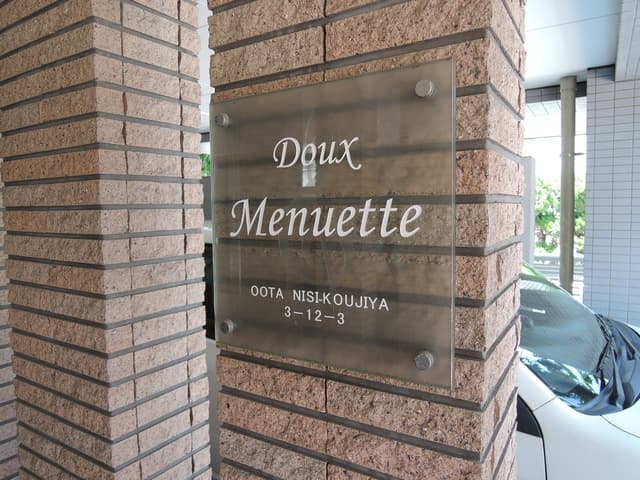 Doux
Menuette
OOTA NISI-KOUJIYA
3-12-3